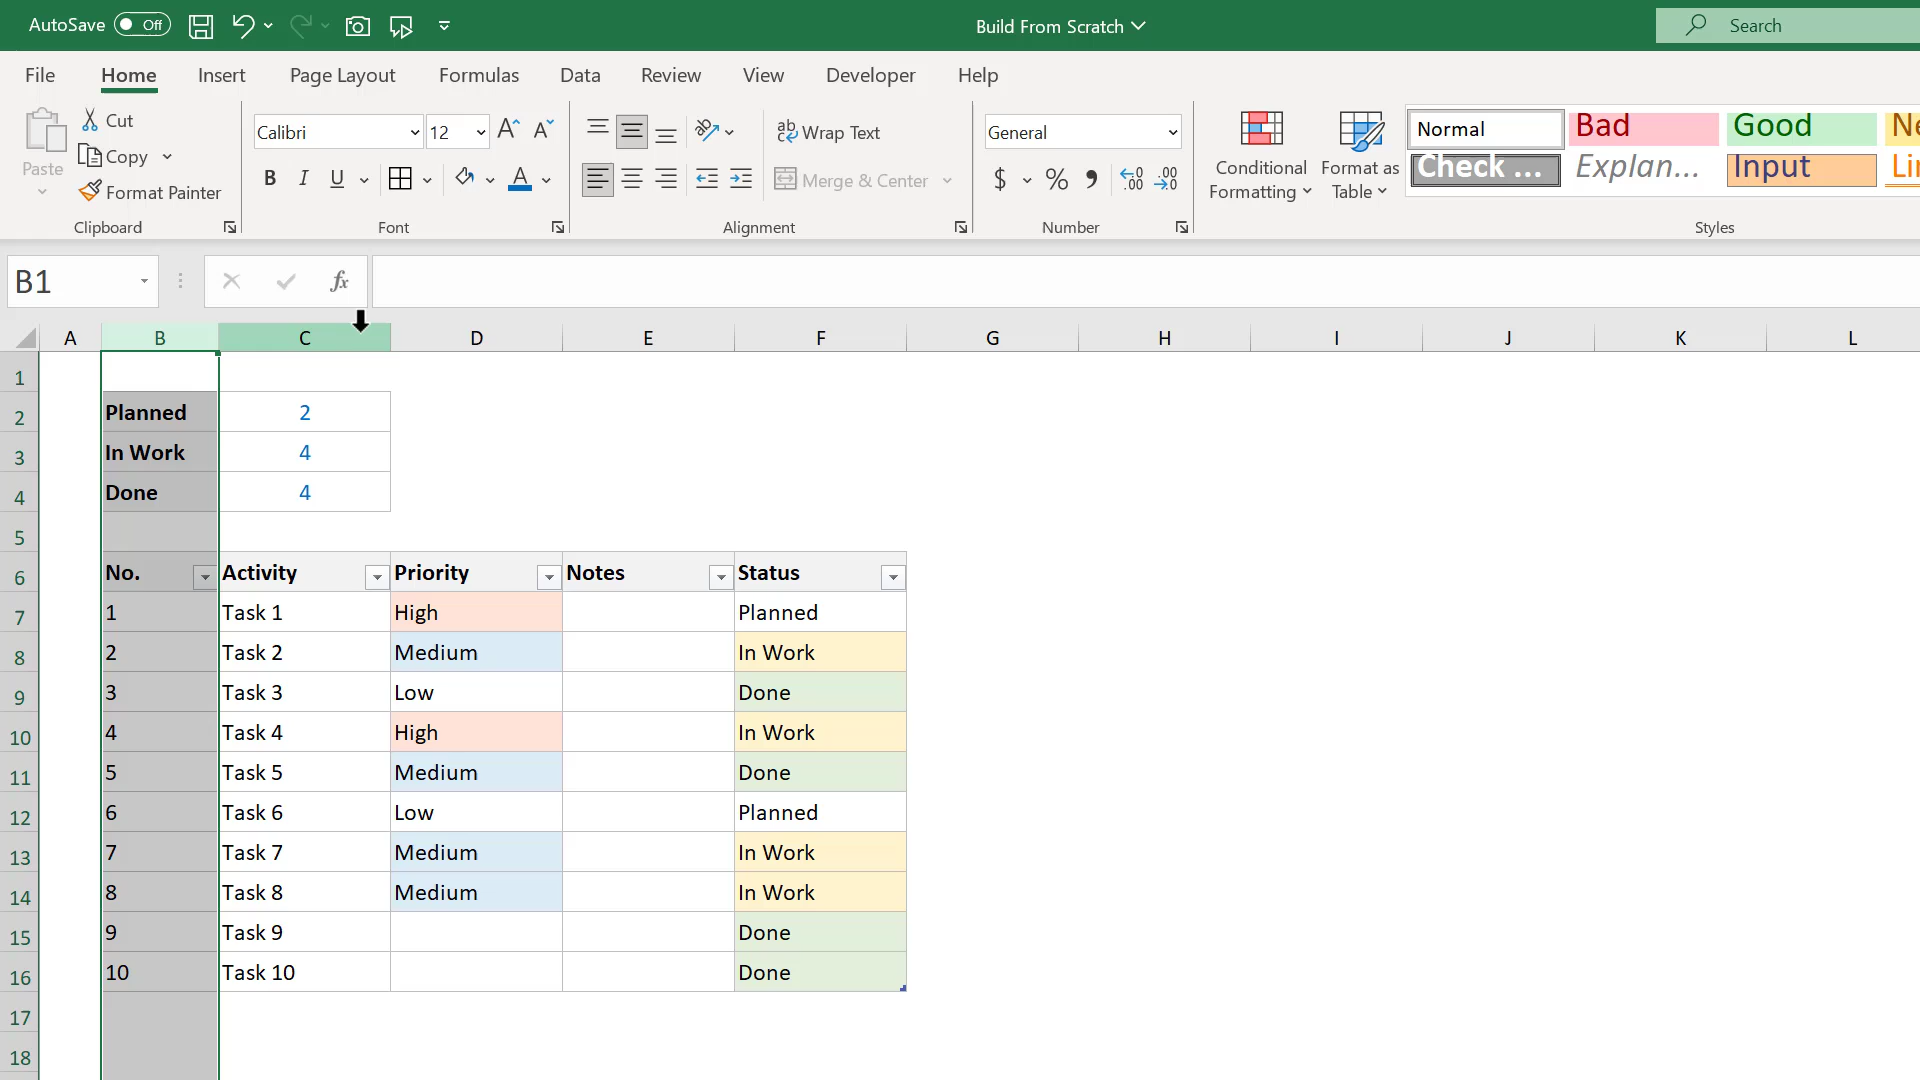 AutoSave Off Build From Scratch Search
File Home Insert Page Layout Formulas Data Review View Developer Help
Paste Cut Copy Format Painter
Clipboard
Calibri 12 B I U A
Font
ab Wrap Text
Merge & Center
Alignment
General
$ % 9 .00 .0
Number
Conditional Formatting
Format as Table
Normal Bad Good
Check ... Explan... Input
Styles
B1 fx
A B C D E F G H I J K L
1
2 Planned 2
3 In Work 4
4 Done 4
5
6 No. Activity Priority Notes Status
7 1 Task 1 High Planned
8 2 Task 2 Medium In Work
9 3 Task 3 Low Done
10 4 Task 4 High In Work
11 5 Task 5 Medium Done
12 6 Task 6 Low Planned
13 7 Task 7 Medium In Work
14 8 Task 8 Medium In Work
15 9 Task 9 Done
16 10 Task 10 Done
17
18